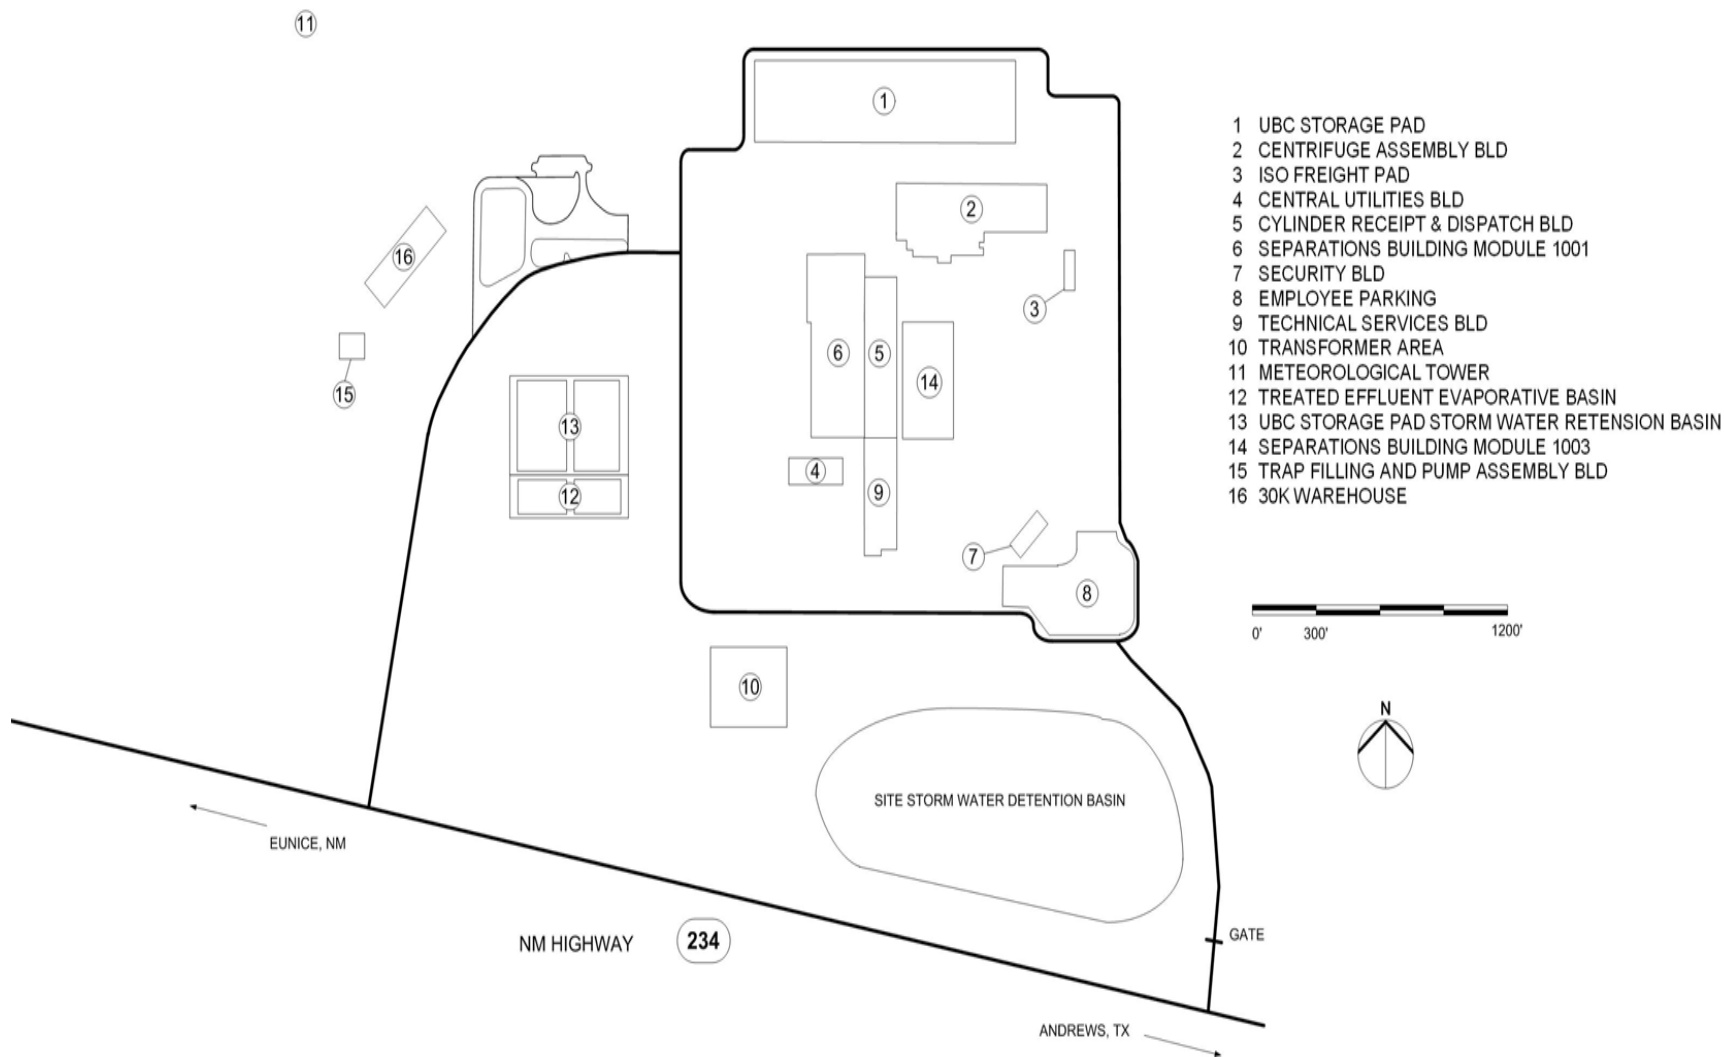 11
1
2
16
3
6
5
14
15
13
4
12
9
7
8
10
1 UBC STORAGE PAD
2 CENTRIFUGE ASSEMBLY BLD
3 ISO FREIGHT PAD
4 CENTRAL UTILITIES BLD
5 CYLINDER RECEIPT & DISPATCH BLD
6 SEPARATIONS BUILDING MODULE 1001
7 SECURITY BLD
8 EMPLOYEE PARKING
9 TECHNICAL SERVICES BLD
10 TRANSFORMER AREA
11 METEOROLOGICAL TOWER
12 TREATED EFFLUENT EVAPORATIVE BASIN
13 UBC STORAGE PAD STORM WATER RETENSION BASIN
14 SEPARATIONS BUILDING MODULE 1003
15 TRAP FILLING AND PUMP ASSEMBLY BLD
16 30K WAREHOUSE
0' 300' 1200'
N
SITE STORM WATER DETENTION BASIN
EUNICE, NM
NM HIGHWAY 234
GATE
ANDREWS, TX